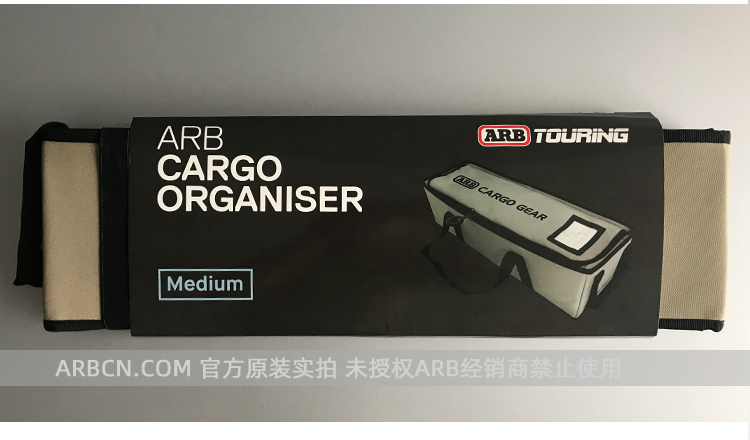 ARB
CARGO
ORGANISER
ARB TOURING
ARB CARGO GEAR
Medium
ARBCN.COM 官方原装实拍 未授权ARB经销商禁止使用